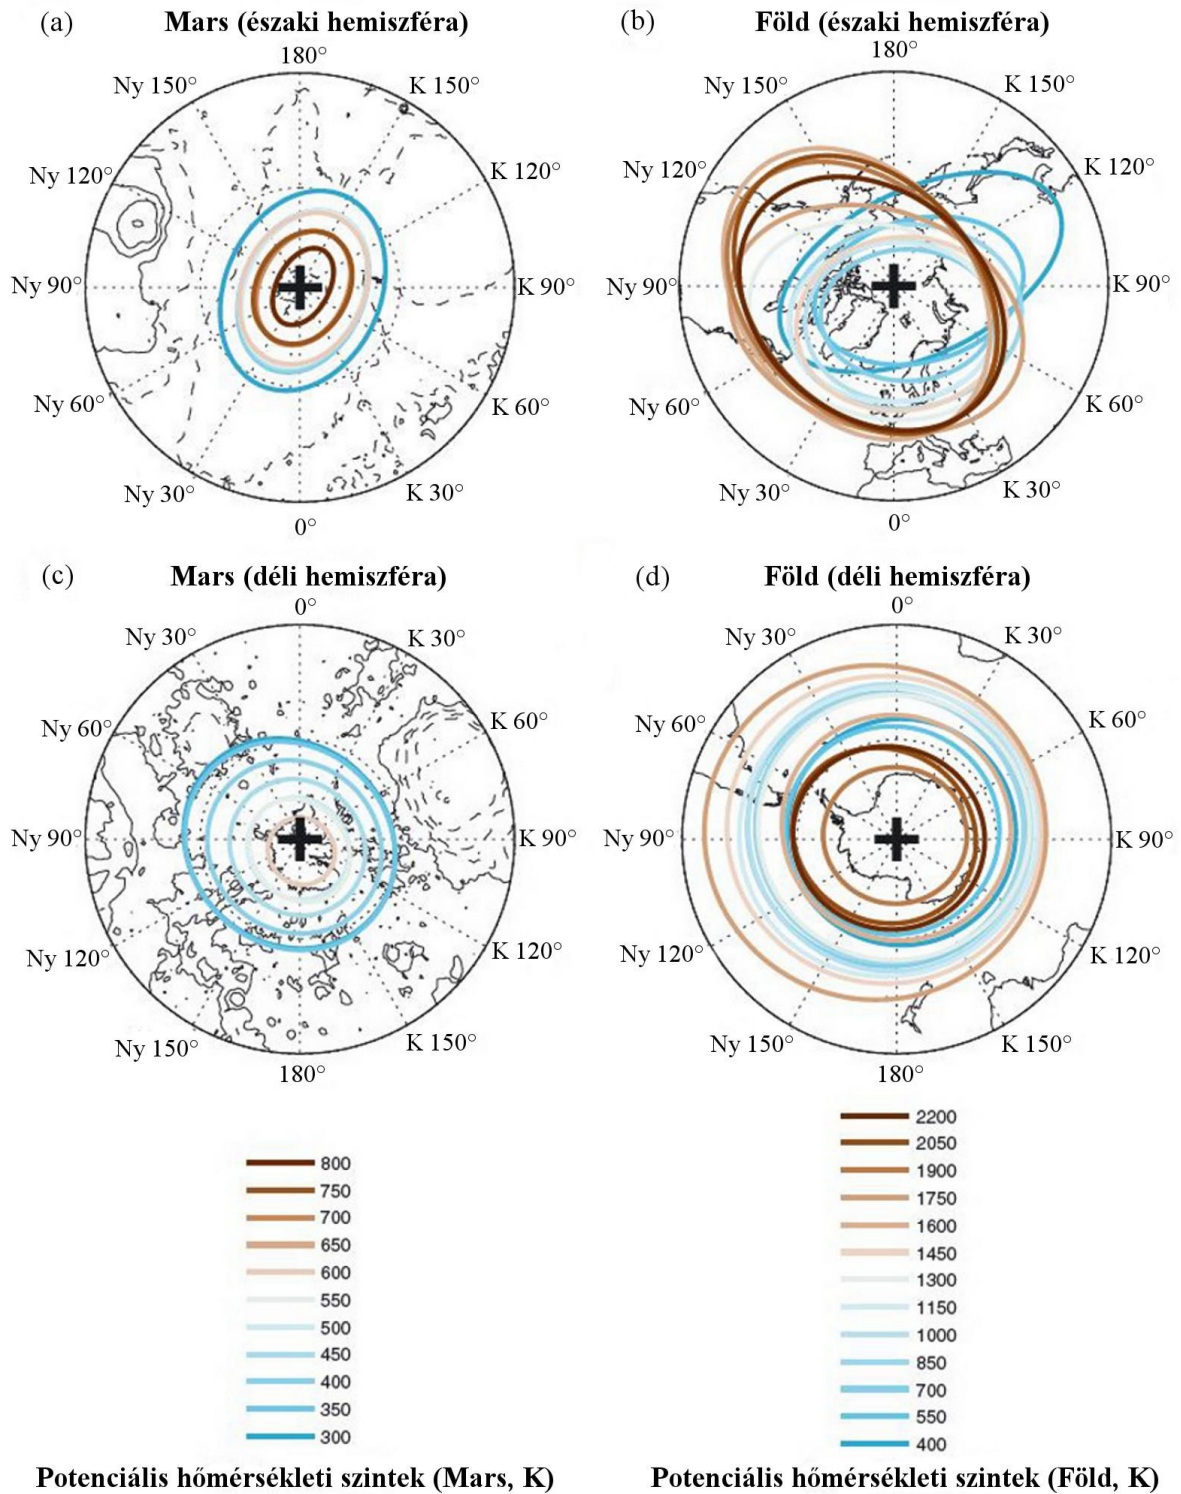 (a) Mars (északi hemiszféra)
180°
Ny 150° K 150°
Ny 120° K 120°
Ny 90° K 90°
Ny 60° K 60°
Ny 30° K 30°
0°
(b) Föld (északi hemiszféra)
180°
Ny 150° K 150°
Ny 120° K 120°
Ny 90° K 90°
Ny 60° K 60°
Ny 30° K 30°
0°
(c) Mars (déli hemiszféra)
0°
Ny 30° K 30°
Ny 60° K 60°
Ny 90° K 90°
Ny 120° K 120°
Ny 150° K 150°
180°
(d) Föld (déli hemiszféra)
0°
Ny 30° K 30°
Ny 60° K 60°
Ny 90° K 90°
Ny 120° K 120°
Ny 150° K 150°
180°
800
750
700
650
600
550
500
450
400
350
300
Potenciális hőmérsékleti szintek (Mars, K)
2200
2050
1900
1750
1600
1450
1300
1150
1000
850
700
550
400
Potenciális hőmérsékleti szintek (Föld, K)